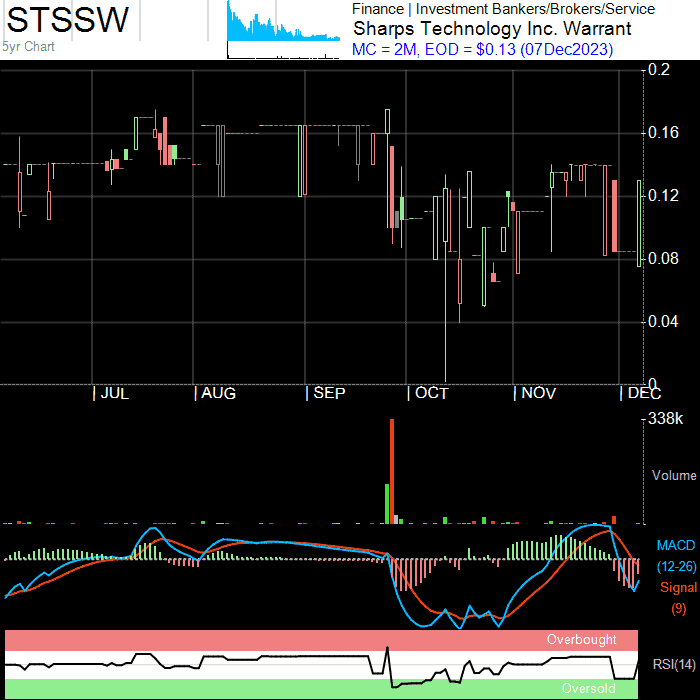 STSSW
5yr Chart
Finance | Investment Bankers/Brokers/Service
Sharps Technology Inc. Warrant
MC = 2M, EOD = $0.13 (07Dec2023)
0.2
0.16
0.12
0.08
0.04
0
JUL AUG SEP OCT NOV DEC
338k
Volume
MACD
(12-26)
Signal
(9)
Overbought
RSI(14)
Oversold